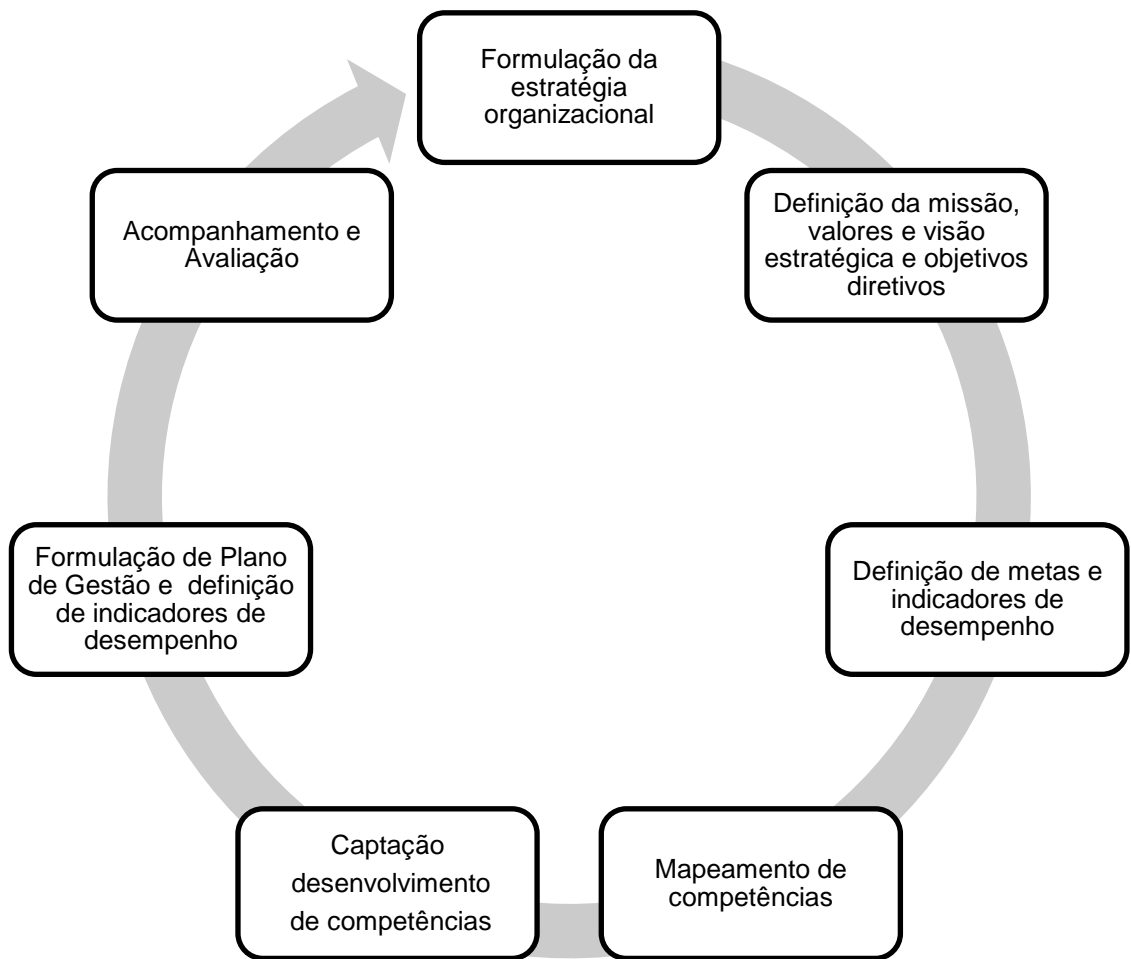 Formulação da
estratégia
organizacional
Definição da missão,
valores e visão
estratégica e objetivos
diretivos
Definição de metas e
indicadores de
desempenho
Mapeamento de
competências
Captação
desenvolvimento
de competências
Formulação de Plano
de Gestão e  definição
de indicadores de
desempenho
Acompanhamento e
Avaliação